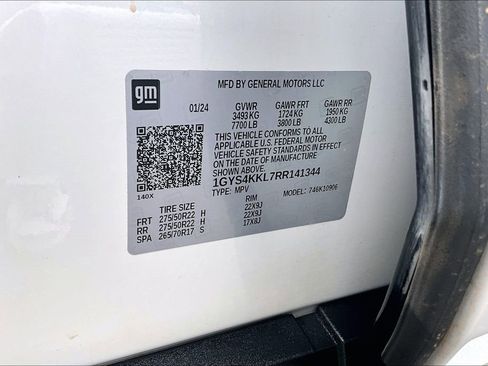 gm
MFD BY GENERAL MOTORS LLC
01/24 GVWR GAWR FRT GAWR RR
3493 KG 1724 KG 1950 KG
7700 LB 3800 LB 4300 LB
THIS VEHICLE CONFORMS TO ALL
APPLICABLE U.S. FEDERAL MOTOR
VEHICLE SAFETY STANDARDS IN EFFECT
ON THE DATE OF MANUFACTURE
1GYS4KKL7RR141344
TYPE: MPV MODEL: 746K10906
140X
TIRE SIZE RIM
FRT 275/50R22 H 22X9J
RR 275/50R22 H 22X9J
SPA 265/70R17 S 17X8J